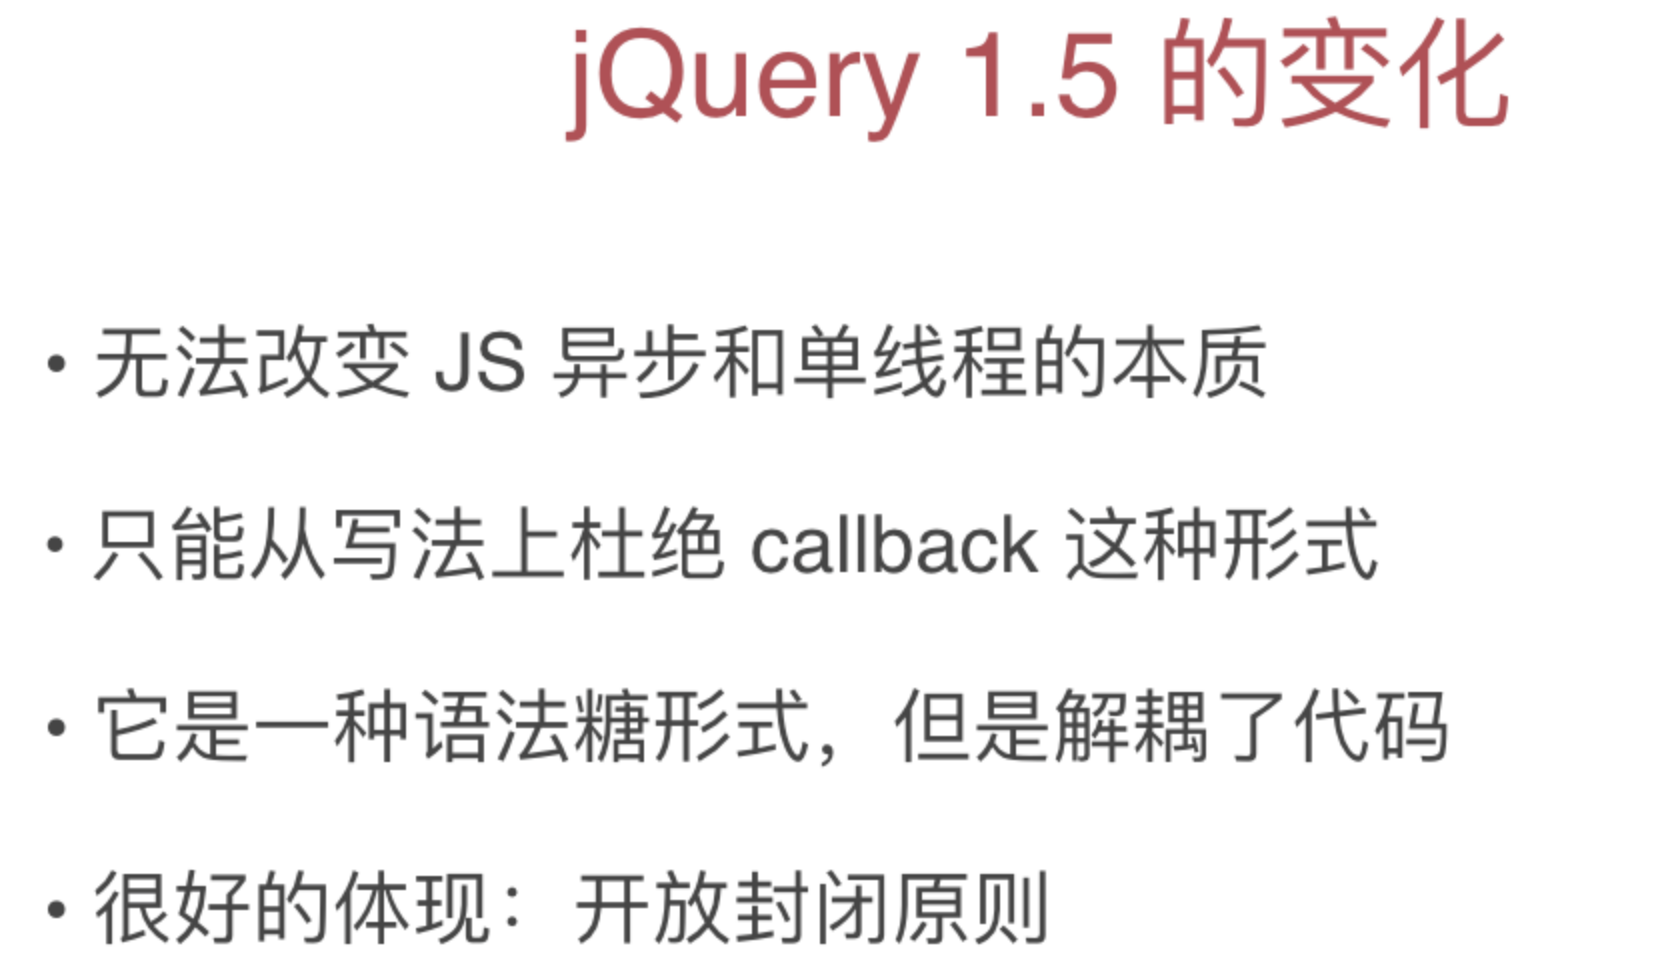 jQuery 1.5 的变化
• 无法改变 JS 异步和单线程的本质
• 只能从写法上杜绝 callback 这种形式
• 它是一种语法糖形式，但是解耦了代码
• 很好的体现：开放封闭原则